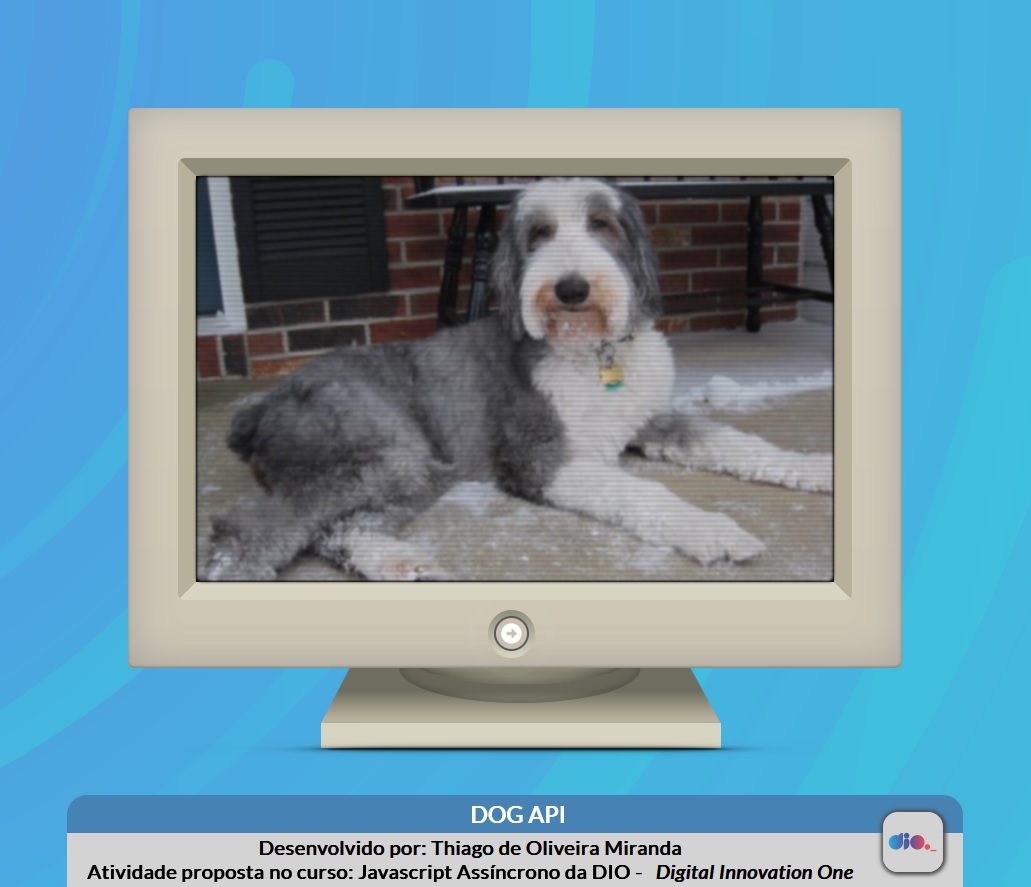 DOG API
Desenvolvido por: Thiago de Oliveira Miranda
Atividade proposta no curso: Javascript Assíncrono da DIO - Digital Innovation One
dio._